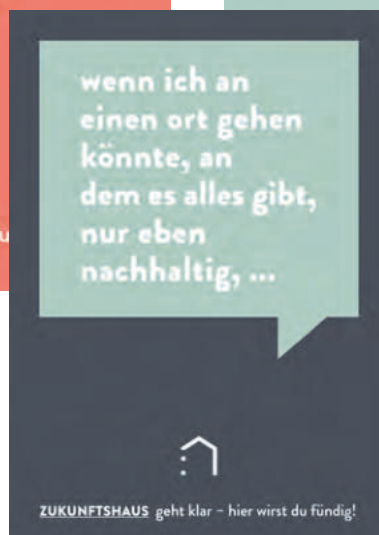 wenn ich an
einen ort gehen
könnte, an
dem es alles gibt,
nur eben
nachhaltig, ...
ZUKUNFTSHAUS geht klar – hier wirst du fündig!